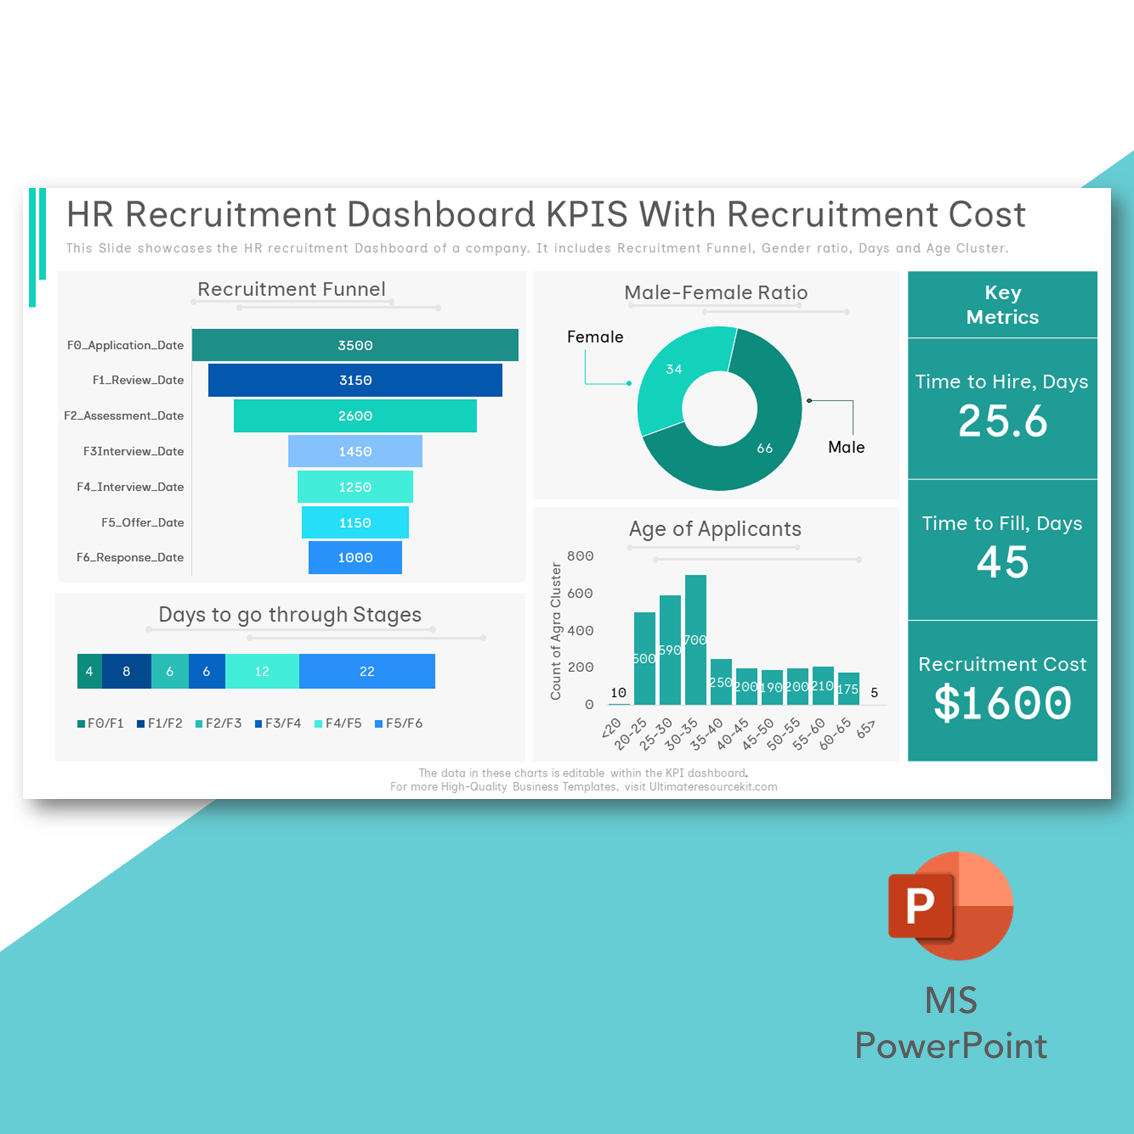 HR Recruitment Dashboard KPIS With Recruitment Cost
This Slide showcases the HR recruitment Dashboard of a company. It includes Recruitment Funnel, Gender ratio, Days and Age Cluster.
Recruitment Funnel
F0_Application_Date 3500
F1_Review_Date 3150
F2_Assessment_Date 2600
F3Interview_Date 1450
F4_Interview_Date 1250
F5_Offer_Date 1150
F6_Response_Date 1000
Days to go through Stages
4 8 6 6 12 22
F0/F1 F1/F2 F2/F3 F3/F4 F4/F5 F5/F6
Male-Female Ratio
Female
34
66
Male
Age of Applicants
Count of Agra Cluster
800
600
400
200
0
10 500 590 700 250 200 190 200 210 175 5
<20 20-25 25-30 30-35 35-40 40-45 45-50 50-55 55-60 60-65 65>
Key
Metrics
Time to Hire, Days
25.6
Time to Fill, Days
45
Recruitment Cost
$1600
The data in these charts is editable within the KPI dashboard.
For more High-Quality Business Templates, visit Ultimateresourcekit.com
P
MS
PowerPoint